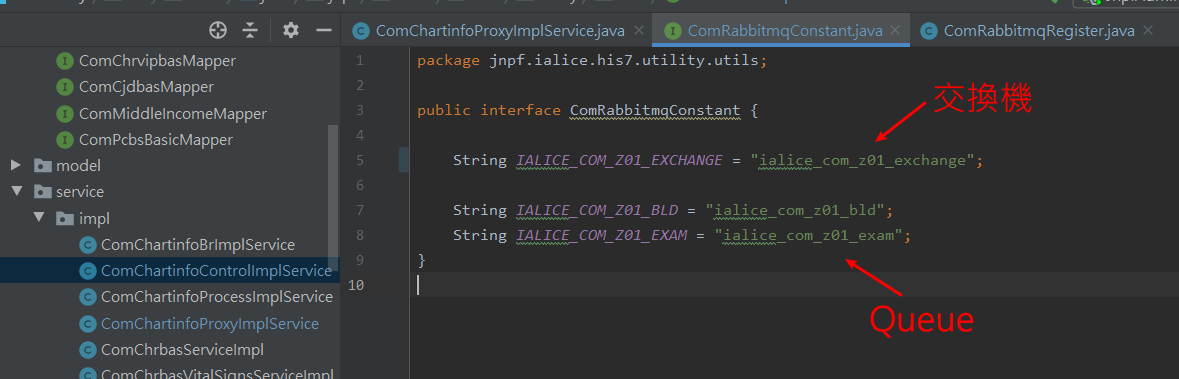 ComChartinfoProxyImplService.java
ComRabbitmqConstant.java
ComRabbitmqRegister.java
ComChrvipbasMapper
ComCjdbasMapper
ComMiddleIncomeMapper
ComPcbsBasicMapper
model
service
impl
ComChartinfoBrImplService
ComChartinfoControlImplService
ComChartinfoProcessImplService
ComChartinfoProxyImplService
ComChrbasServiceImpl
ComChrbasVitalSignsServiceImpl
1 package jnpf.ialice.his7.utility.utils;
2
3 public interface ComRabbitmqConstant {
4
交換機
5 String IALICE_COM_Z01_EXCHANGE = "ialice_com_z01_exchange";
6
7 String IALICE_COM_Z01_BLD = "ialice_com_z01_bld";
8 String IALICE_COM_Z01_EXAM = "ialice_com_z01_exam";
9 }
10
Queue